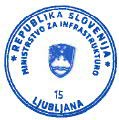 * REPUBLIKA SLOVENIJA *
MINISTRSTVO ZA INFRASTRUKTURO
15
LJUBLJANA